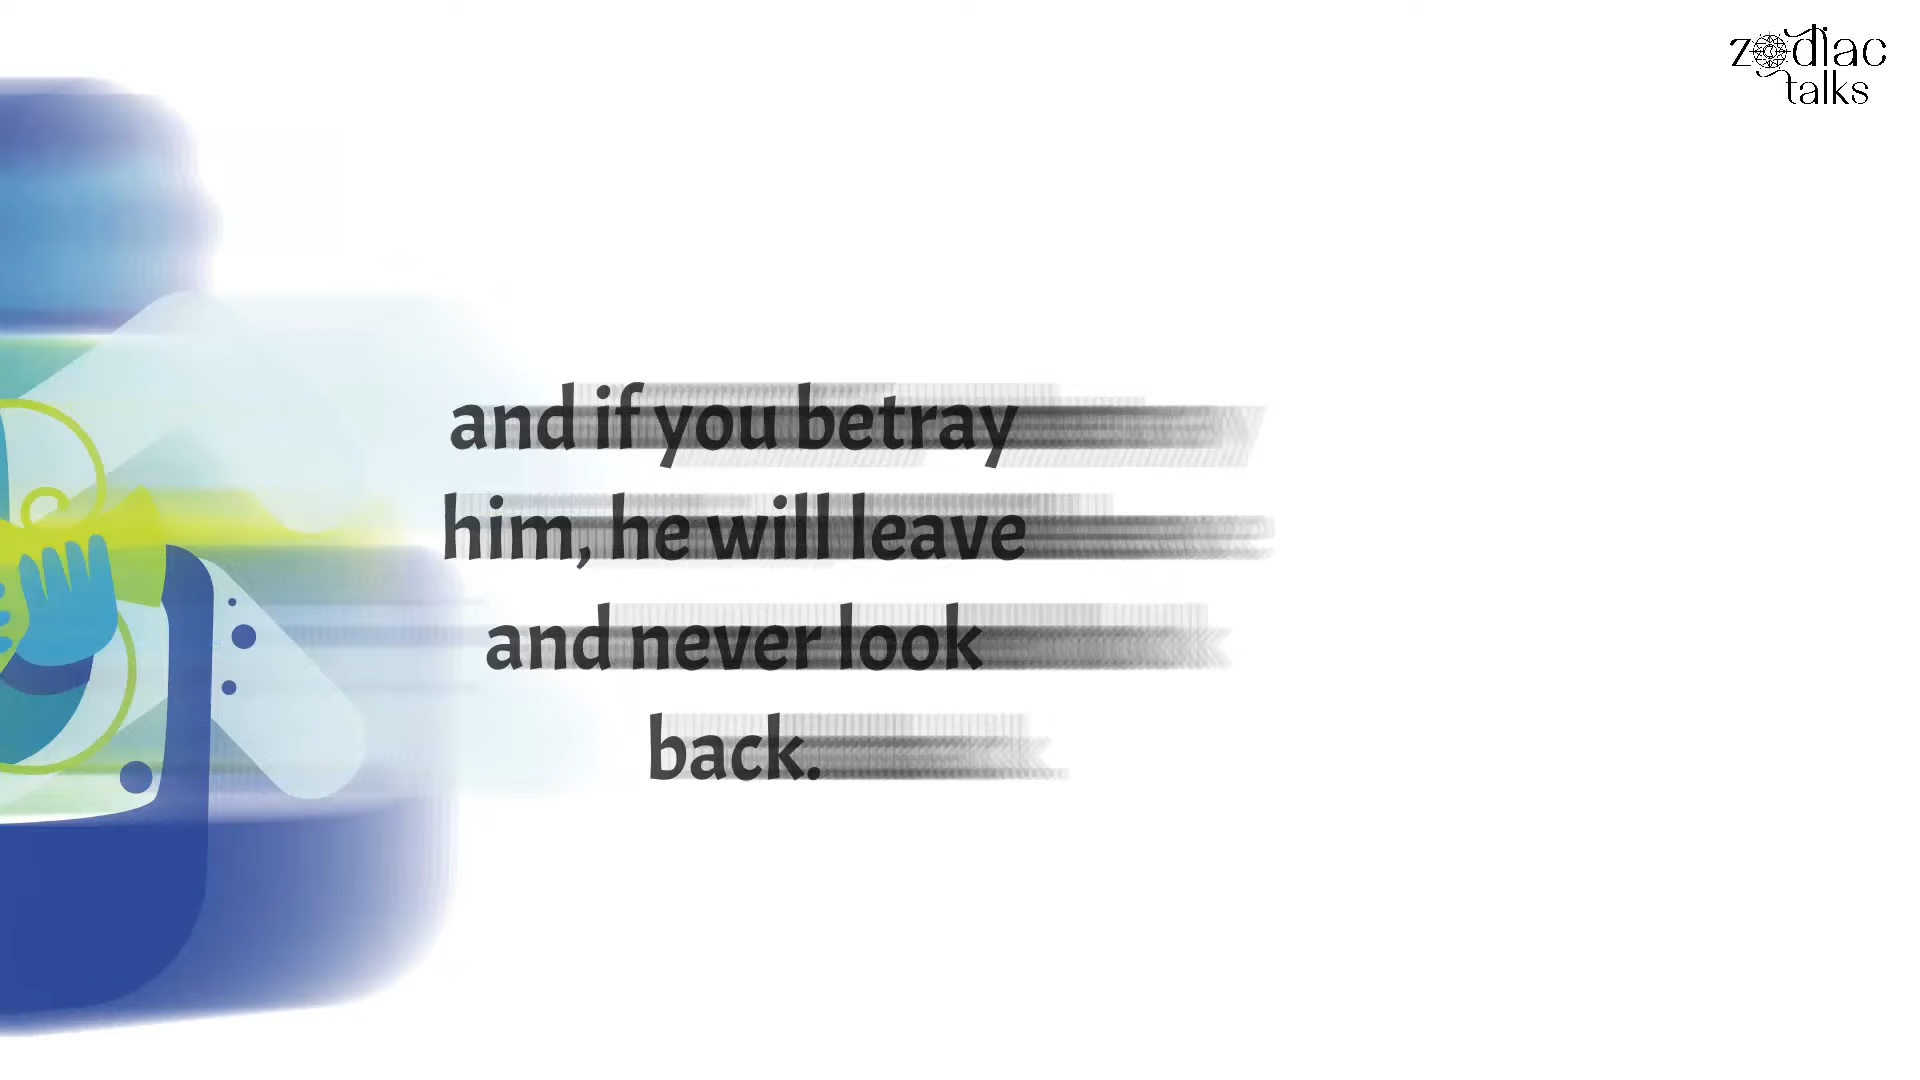 zodiac
talks
and if you betray
him, he will leave
and never look
back.